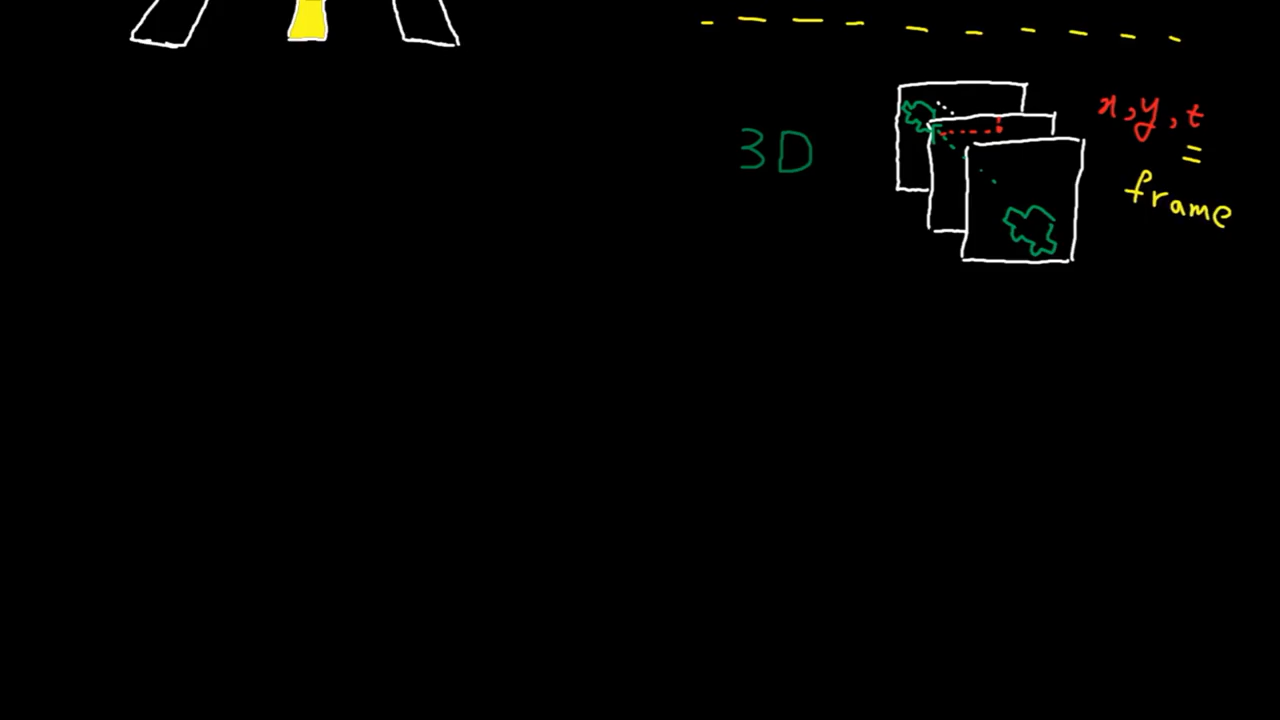 3D
x, y, t
=
frame